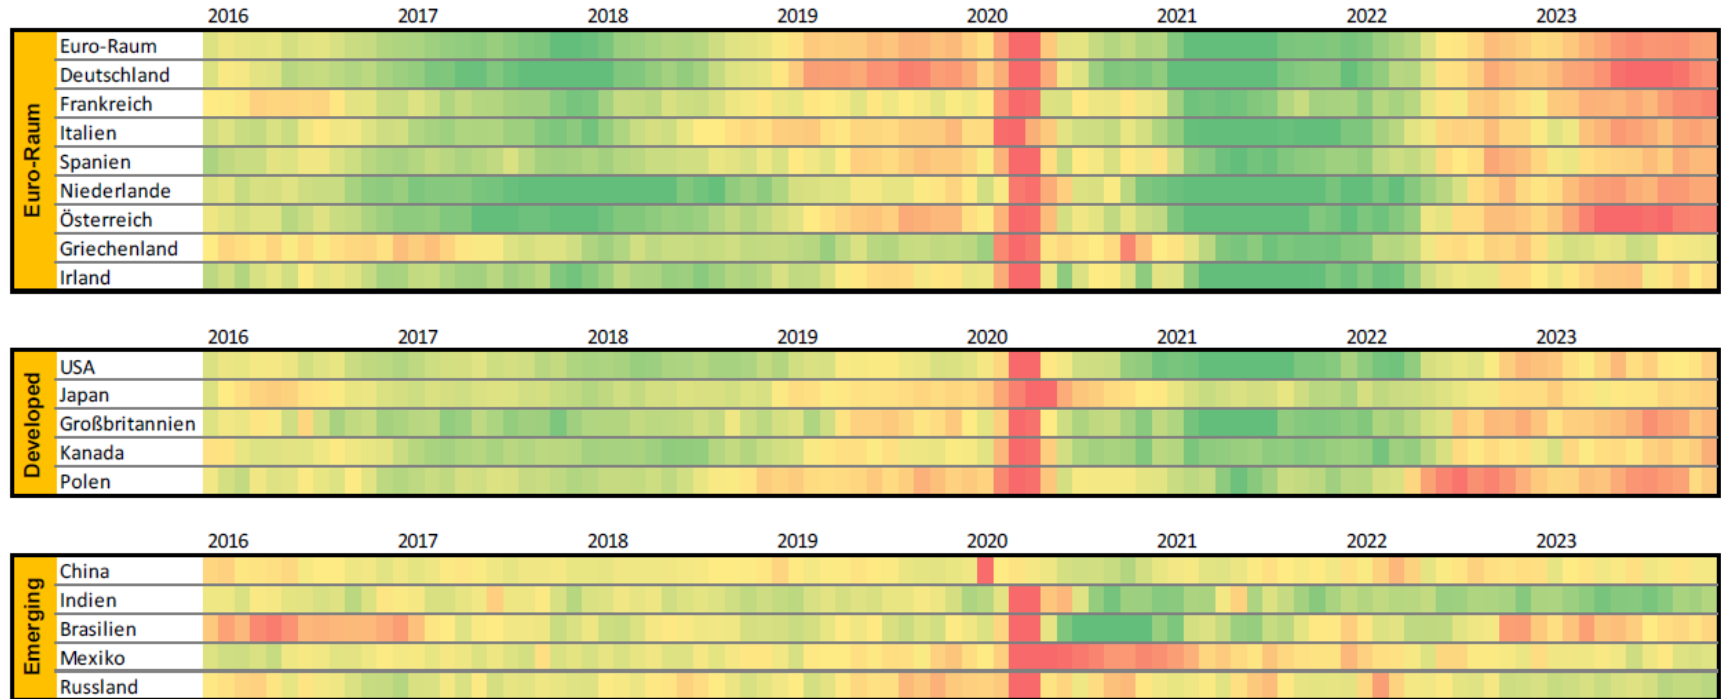 2016 2017 2018 2019 2020 2021 2022 2023
Euro-Raum
Euro-Raum
Deutschland
Frankreich
Italien
Spanien
Niederlande
Österreich
Griechenland
Irland
2016 2017 2018 2019 2020 2021 2022 2023
Developed
USA
Japan
Großbritannien
Kanada
Polen
2016 2017 2018 2019 2020 2021 2022 2023
Emerging
China
Indien
Brasilien
Mexiko
Russland